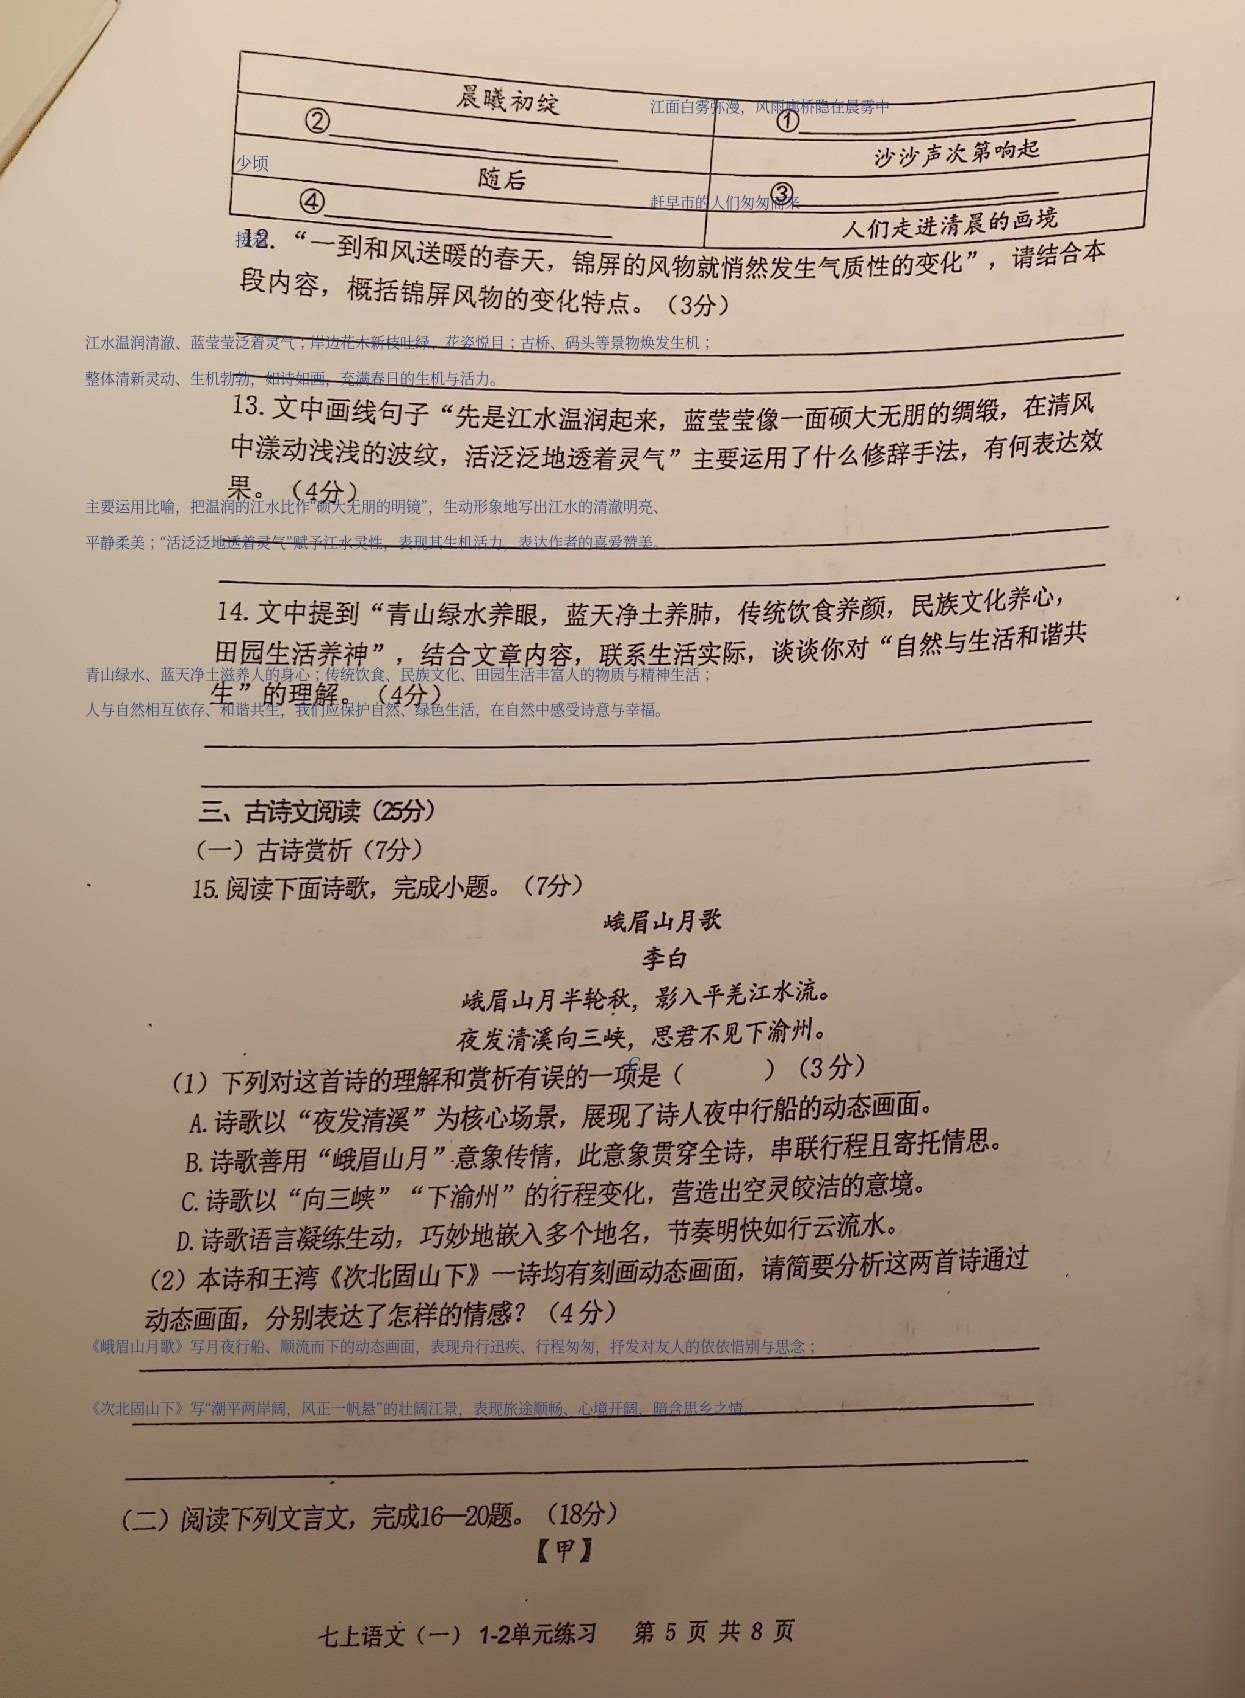 晨曦初绽
江面白雾弥漫，风雨廊桥隐在晨雾中
①
②
沙沙声次第响起
少顷
随后
③
赶早市的人们匆匆而来
④
人们走进清晨的画境
接着
12.“一到和风送暖的春天，锦屏的风物就悄然发生气质性的变化”，请结合本
段内容，概括锦屏风物的变化特点。（3分）
江水温润清澈、蓝莹莹泛着灵气；岸边花木新枝吐绿、花姿悦目；古桥、码头等景物焕发生机；
整体清新灵动、生机勃勃，如诗如画，充满春日的生机与活力。
13.文中画线句子“先是江水温润起来，蓝莹莹像一面硕大无朋的绸缎，在清风
中漾动浅浅的波纹，活泛泛地透着灵气”主要运用了什么修辞手法，有何表达效
果。（4分）
主要运用比喻，把温润的江水比作“硕大无朋的明镜”，生动形象地写出江水的清澈明亮、
平静柔美；“活泛泛地透着灵气”赋予江水灵性，表现其生机活力，表达作者的喜爱赞美。
14.文中提到“青山绿水养眼，蓝天净土养肺，传统饮食养颜，民族文化养心，
田园生活养神”，结合文章内容，联系生活实际，谈谈你对“自然与生活和谐共
青山绿水、蓝天净土滋养人的身心；传统饮食、民族文化、田园生活丰富人的物质与精神生活；
生”的理解。（4分）
人与自然相互依存、和谐共生，我们应保护自然、绿色生活，在自然中感受诗意与幸福。
三、古诗文阅读（25分）
（一）古诗赏析（7分）
15.阅读下面诗歌，完成小题。（7分）
峨眉山月歌
李白
峨眉山月半轮秋，影入平羌江水流。
夜发清溪向三峡，思君不见下渝州。
C
（1）下列对这首诗的理解和赏析有误的一项是（ ）（3分）
A.诗歌以“夜发清溪”为核心场景，展现了诗人夜中行船的动态画面。
B.诗歌善用“峨眉山月”意象传情，此意象贯穿全诗，串联行程且寄托情思。
C.诗歌以“向三峡”“下渝州”的行程变化，营造出空灵皎洁的意境。
D.诗歌语言凝练生动，巧妙地嵌入多个地名，节奏明快如行云流水。
（2）本诗和王湾《次北固山下》一诗均有刻画动态画面，请简要分析这两首诗通过
动态画面，分别表达了怎样的情感？（4分）
《峨眉山月歌》写月夜行船、顺流而下的动态画面，表现舟行迅疾、行程匆匆，抒发对友人的依依惜别与思念；
《次北固山下》写“潮平两岸阔，风正一帆悬”的壮阔江景，表现旅途顺畅、心境开阔，暗含思乡之情。
（二）阅读下列文言文，完成16—20题。（18分）
【甲】
七上语文（一）1-2单元练习 第 5 页 共 8 页